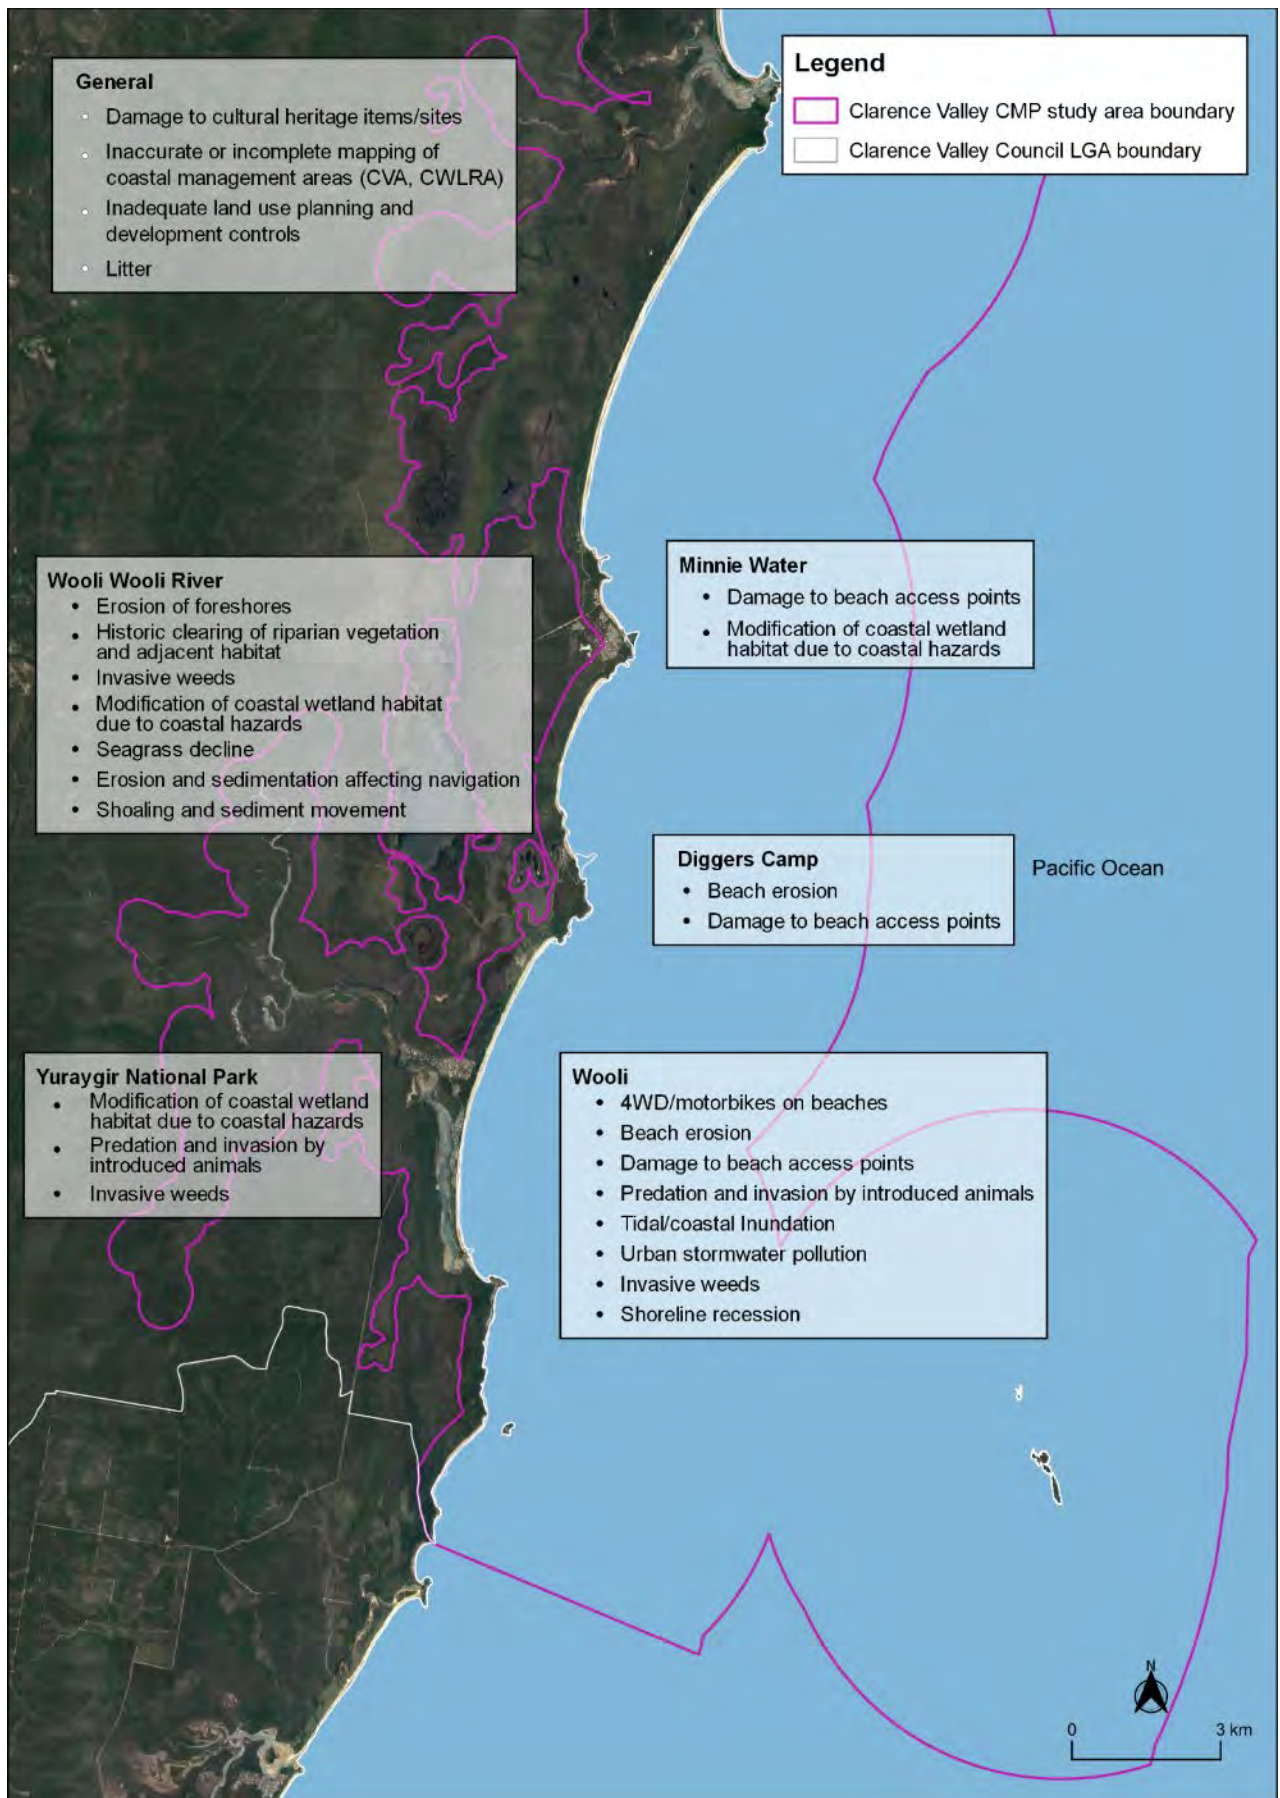 General
Damage to cultural heritage items/sites
Inaccurate or incomplete mapping of
coastal management areas (CVA, CWLRA)
Inadequate land use planning and
development controls
Litter
Legend
Clarence Valley CMP study area boundary
Clarence Valley Council LGA boundary
Wooli Wooli River
• Erosion of foreshores
• Historic clearing of riparian vegetation
and adjacent habitat
• Invasive weeds
• Modification of coastal wetland habitat
due to coastal hazards
• Seagrass decline
• Erosion and sedimentation affecting navigation
• Shoaling and sediment movement
Minnie Water
• Damage to beach access points
• Modification of coastal wetland
habitat due to coastal hazards
Diggers Camp
• Beach erosion
• Damage to beach access points
Pacific Ocean
Yuraygir National Park
• Modification of coastal wetland
habitat due to coastal hazards
• Predation and invasion by
introduced animals
• Invasive weeds
Wooli
• 4WD/motorbikes on beaches
• Beach erosion
• Damage to beach access points
• Predation and invasion by introduced animals
• Tidal/coastal Inundation
• Urban stormwater pollution
• Invasive weeds
• Shoreline recession
N
0 3 km